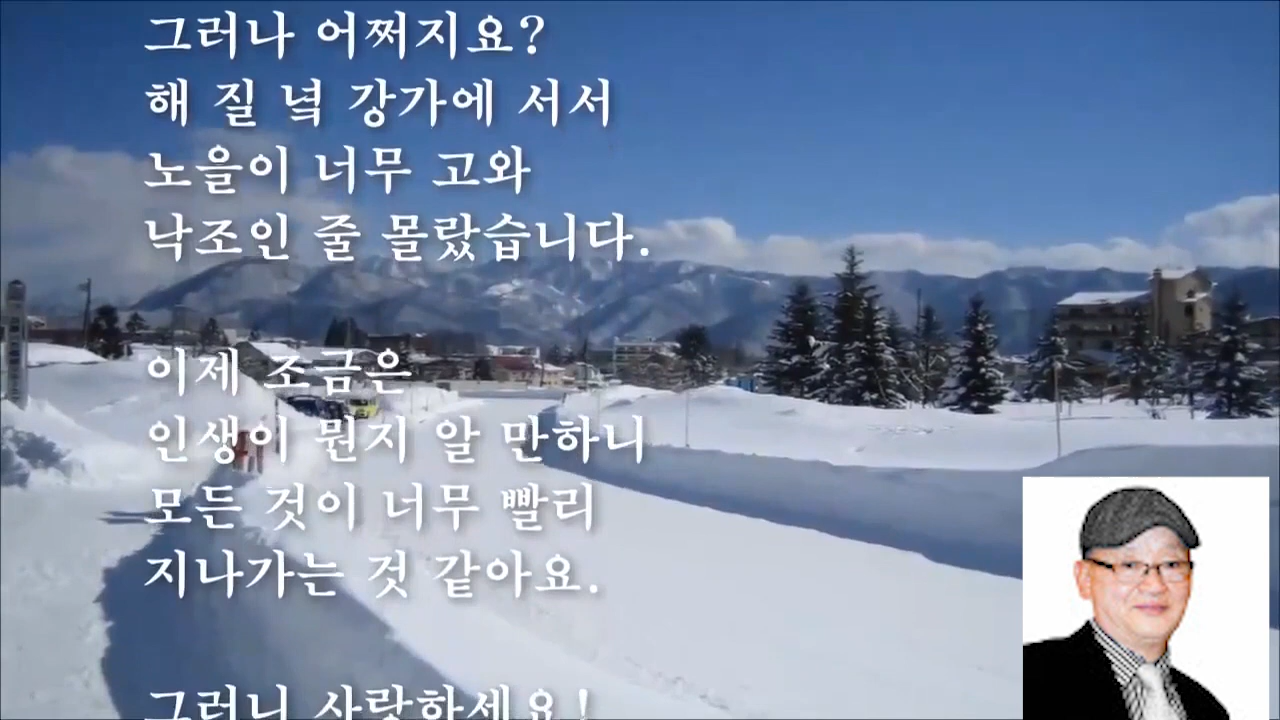 그러나 어쩌지요?
해 질 녘 강가에 서서
노을이 너무 고와
낙조인 줄 몰랐습니다.
이제 조금은
인생이 뭔지 알 만하니
모든 것이 너무 빨리
지나가는 것 같아요.
그러니 사랑하세요!